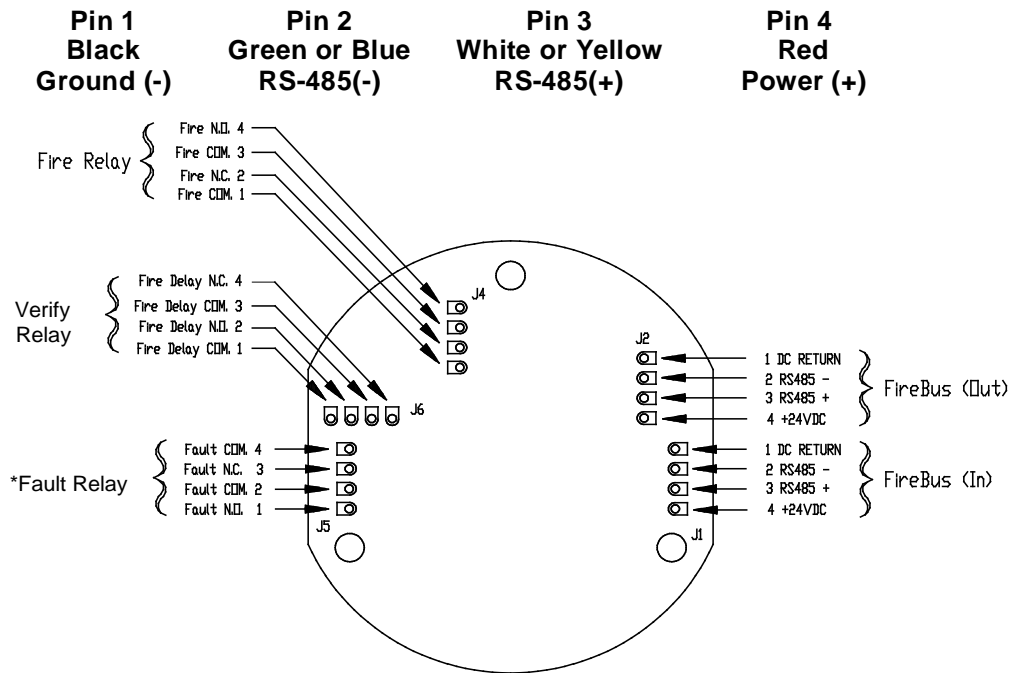 Pin 1
Black
Ground (-)
Pin 2
Green or Blue
RS-485(-)
Pin 3
White or Yellow
RS-485(+)
Pin 4
Red
Power (+)
Fire Relay
Fire N.O. 4
Fire COM. 3
Fire N.C. 2
Fire COM. 1
J4
Verify
Relay
Fire Delay N.C. 4
Fire Delay COM. 3
Fire Delay N.O. 2
Fire Delay COM. 1
J6
*Fault Relay
Fault COM. 4
Fault N.C. 3
Fault COM. 2
Fault N.O. 1
J5
J2
1 DC RETURN
2 RS485 -
3 RS485 +
4 +24VDC
FireBus (Out)
1 DC RETURN
2 RS485 -
3 RS485 +
4 +24VDC
FireBus (In)
J1